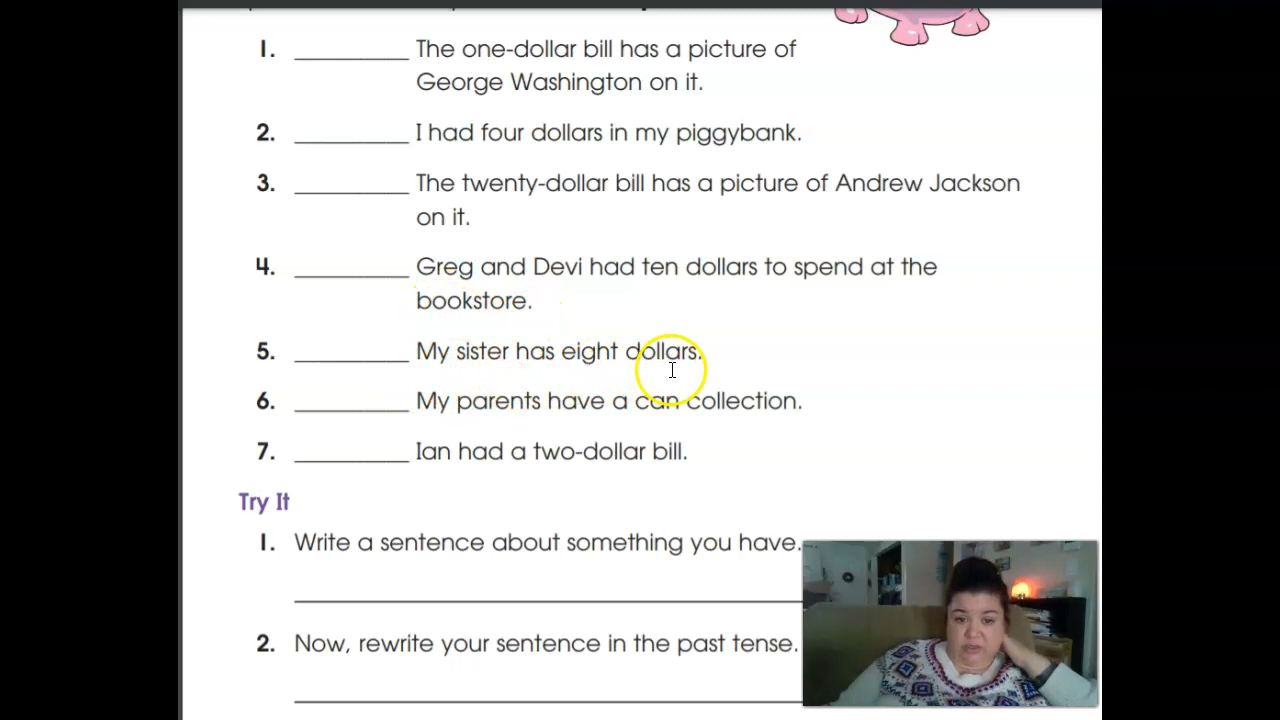 1. __________ The one-dollar bill has a picture of
George Washington on it.
2. __________ I had four dollars in my piggybank.
3. __________ The twenty-dollar bill has a picture of Andrew Jackson
on it.
4. __________ Greg and Devi had ten dollars to spend at the
bookstore.
5. __________ My sister has eight dollars.
6. __________ My parents have a can collection.
7. __________ Ian had a two-dollar bill.
Try It
1. Write a sentence about something you have.
2. Now, rewrite your sentence in the past tense.